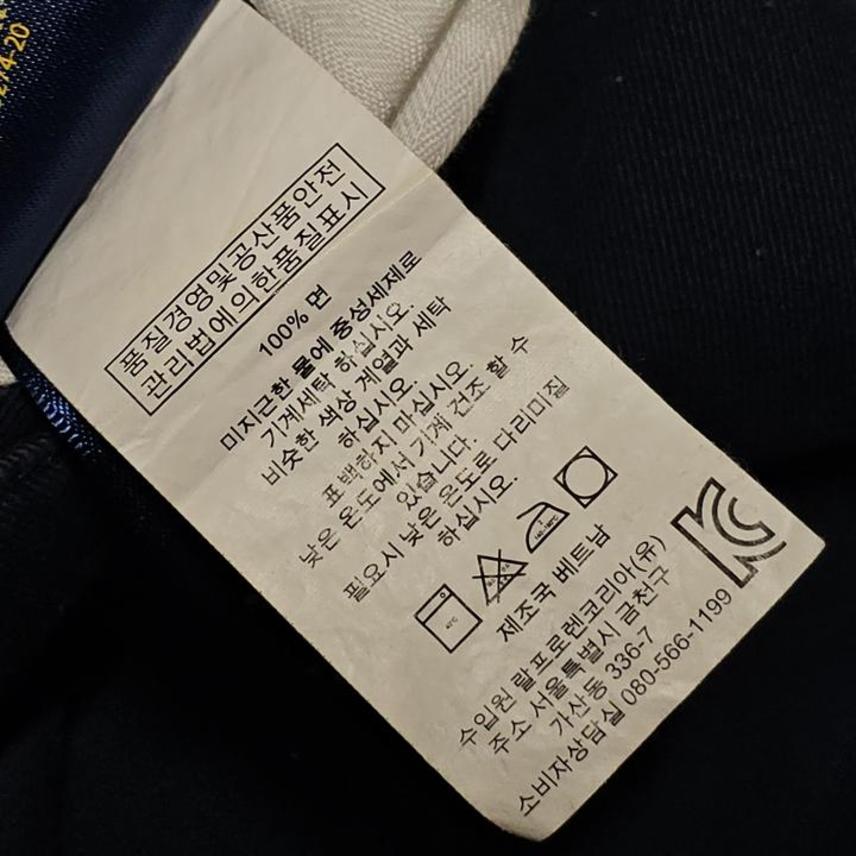 274-20
품질경영및공산품안전
관리법에의한품질표시
100% 면
미지근한 물에 중성세제로
기계세탁 하십시오.
비슷한 색상 계열과 세탁
하십시오.
표백하지 마십시오.
낮은 온도에서 기계 건조 할 수
있습니다.
필요시 낮은 온도로 다리미질
하십시오.
40℃
제조국 베트남
수입원 랄프로렌코리아(유)
주소 서울특별시 금천구
가산동 336-7
소비자상담실 080-566-1199